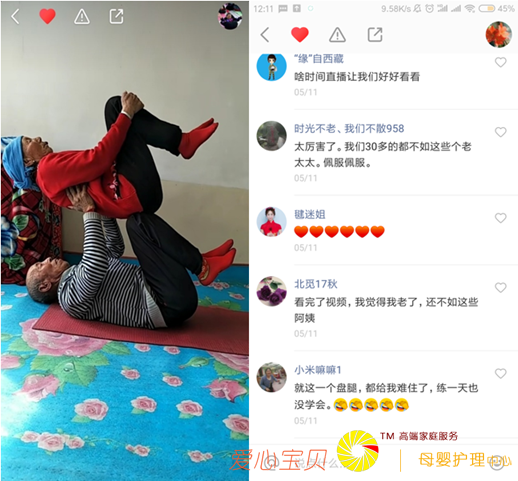 12:11
9.58K/s
45%
“缘”自西藏
啥时间直播让我们好好看看
05/11
时光不老、我们不散958
太厉害了。我们30多的都不如这些个老
太太。佩服佩服。
05/11
毽迷姐
05/11
北觅17秋
看完了视频，我觉得我老了，还不如这些
阿姨
05/11
小米嘛嘛1
就这一个盘腿，都给我难住了，练一天也
没学会。
05/11
爱心宝贝
TM 高端家庭服务
母婴护理中心